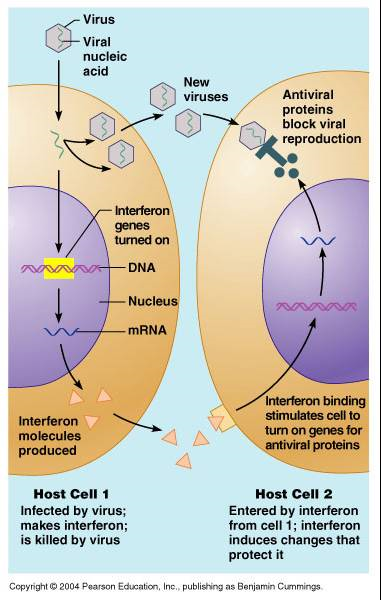 Virus
Viral
nucleic
acid
New
viruses
Antiviral
proteins
block viral
reproduction
Interferon
genes
turned on
DNA
Nucleus
mRNA
Interferon
molecules
produced
Interferon binding
stimulates cell to
turn on genes for
antiviral proteins
Host Cell 1
Infected by virus;
makes interferon;
is killed by virus
Host Cell 2
Entered by interferon
from cell 1; interferon
induces changes that
protect it
Copyright © 2004 Pearson Education, Inc., publishing as Benjamin Cummings.